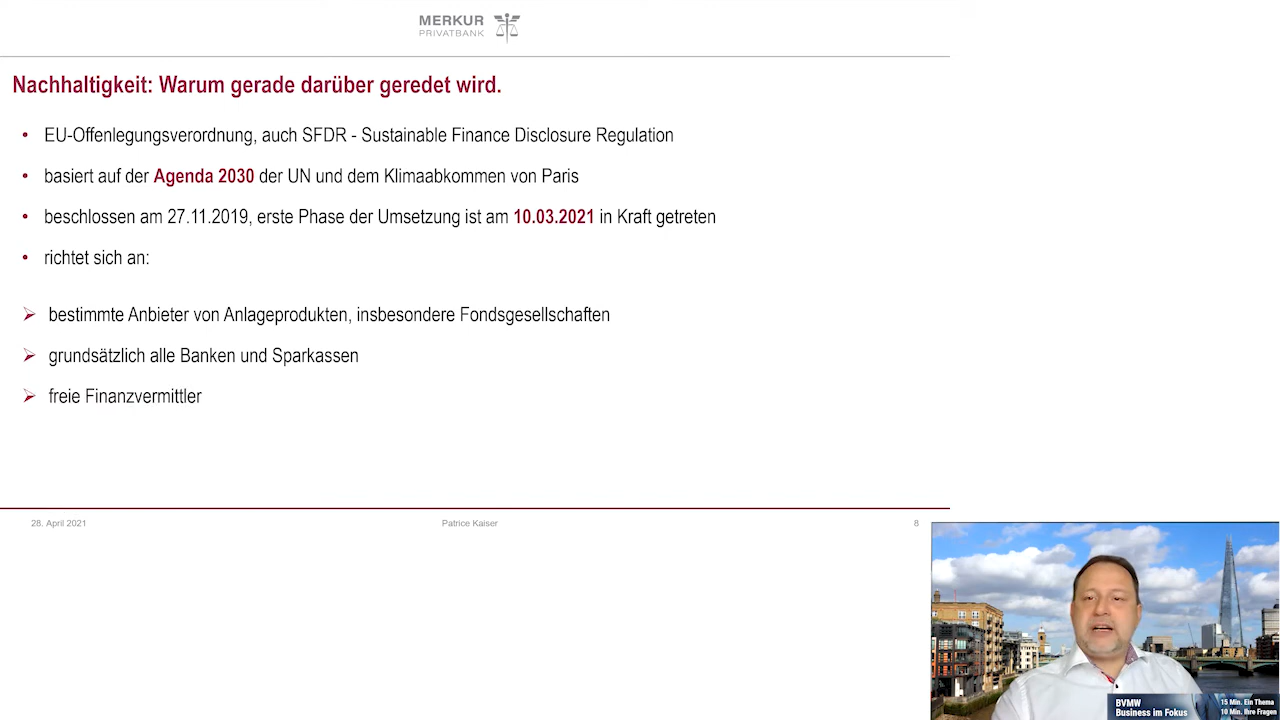 MERKUR
PRIVATBANK
Nachhaltigkeit: Warum gerade darüber geredet wird.
• EU-Offenlegungsverordnung, auch SFDR - Sustainable Finance Disclosure Regulation
• basiert auf der Agenda 2030 der UN und dem Klimaabkommen von Paris
• beschlossen am 27.11.2019, erste Phase der Umsetzung ist am 10.03.2021 in Kraft getreten
• richtet sich an:
➢ bestimmte Anbieter von Anlageprodukten, insbesondere Fondsgesellschaften
➢ grundsätzlich alle Banken und Sparkassen
➢ freie Finanzvermittler
28. April 2021
Patrice Kaiser
8
BVMW
Business im Fokus
15 Min. Ein Thema
10 Min. Ihre Fragen